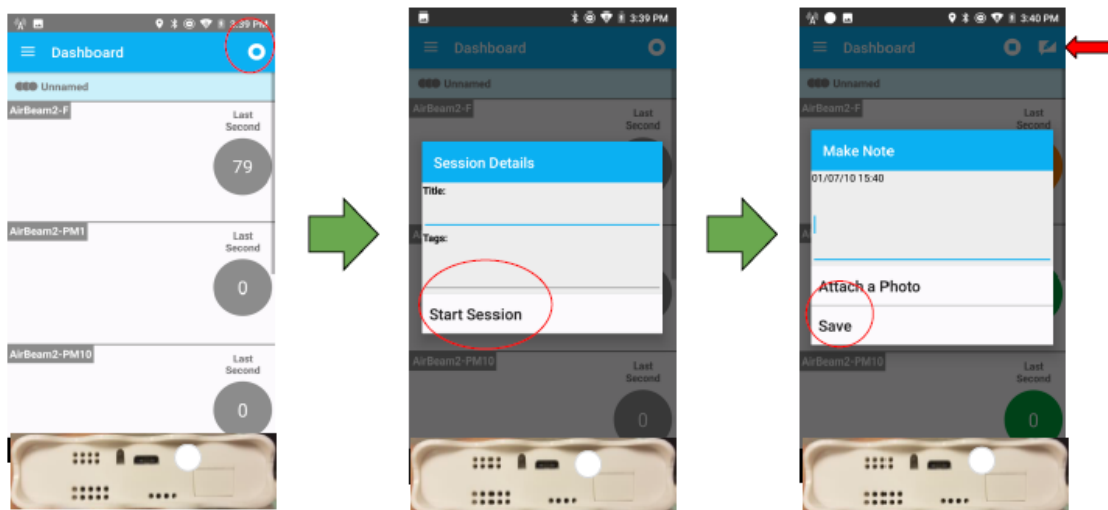 3:39 PM
Dashboard
Unnamed
AirBeam2-F
Last
Second
79
AirBeam2-PM1
Last
Second
0
AirBeam2-PM10
Last
Second
0
3:39 PM
Dashboard
Unnamed
AirBeam2-F
Last
Second
Session Details
Title:
Tags:
Start Session
AirBeam2-PM10
Last
Second
0
3:40 PM
Dashboard
Unnamed
AirBeam2-F
Last
Second
Make Note
01/07/10 15:40
Attach a Photo
Save
AirBeam2-PM10
Last
Second
0